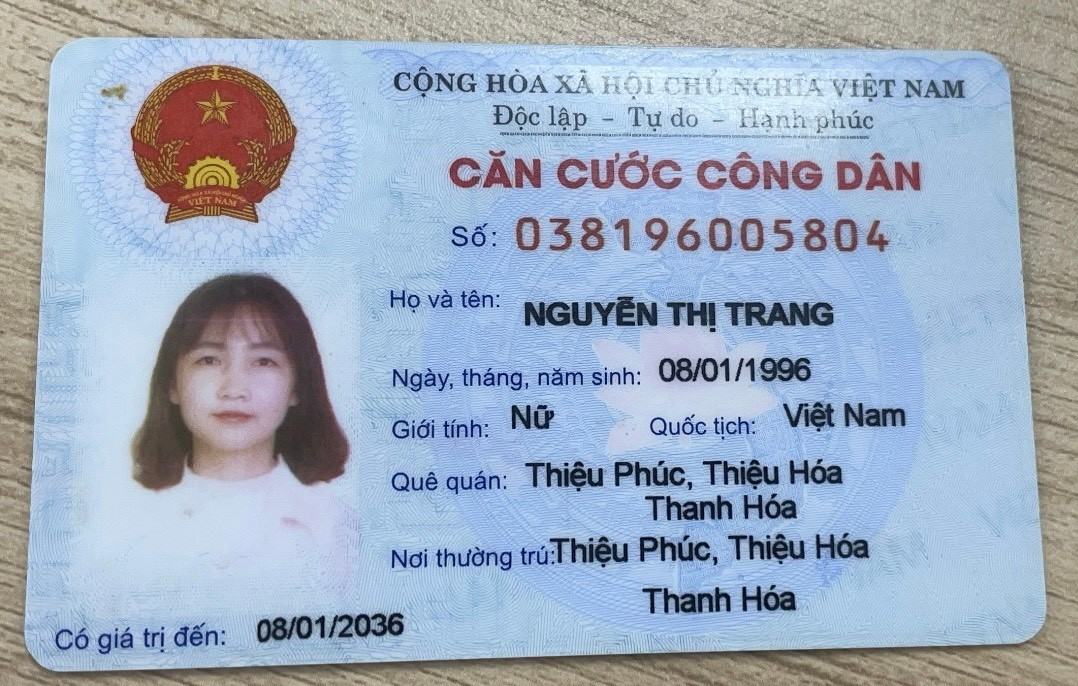 CỘNG HÒA XÃ HỘI CHỦ NGHĨA VIỆT NAM
Độc lập - Tự do - Hạnh phúc
CĂN CƯỚC CÔNG DÂN
Số: 038196005804
Họ và tên: NGUYỄN THỊ TRANG
Ngày, tháng, năm sinh: 08/01/1996
Giới tính: Nữ Quốc tịch: Việt Nam
Quê quán: Thiệu Phúc, Thiệu Hóa
Thanh Hóa
Nơi thường trú: Thiệu Phúc, Thiệu Hóa
Thanh Hóa
Có giá trị đến: 08/01/2036
VIỆT NAM